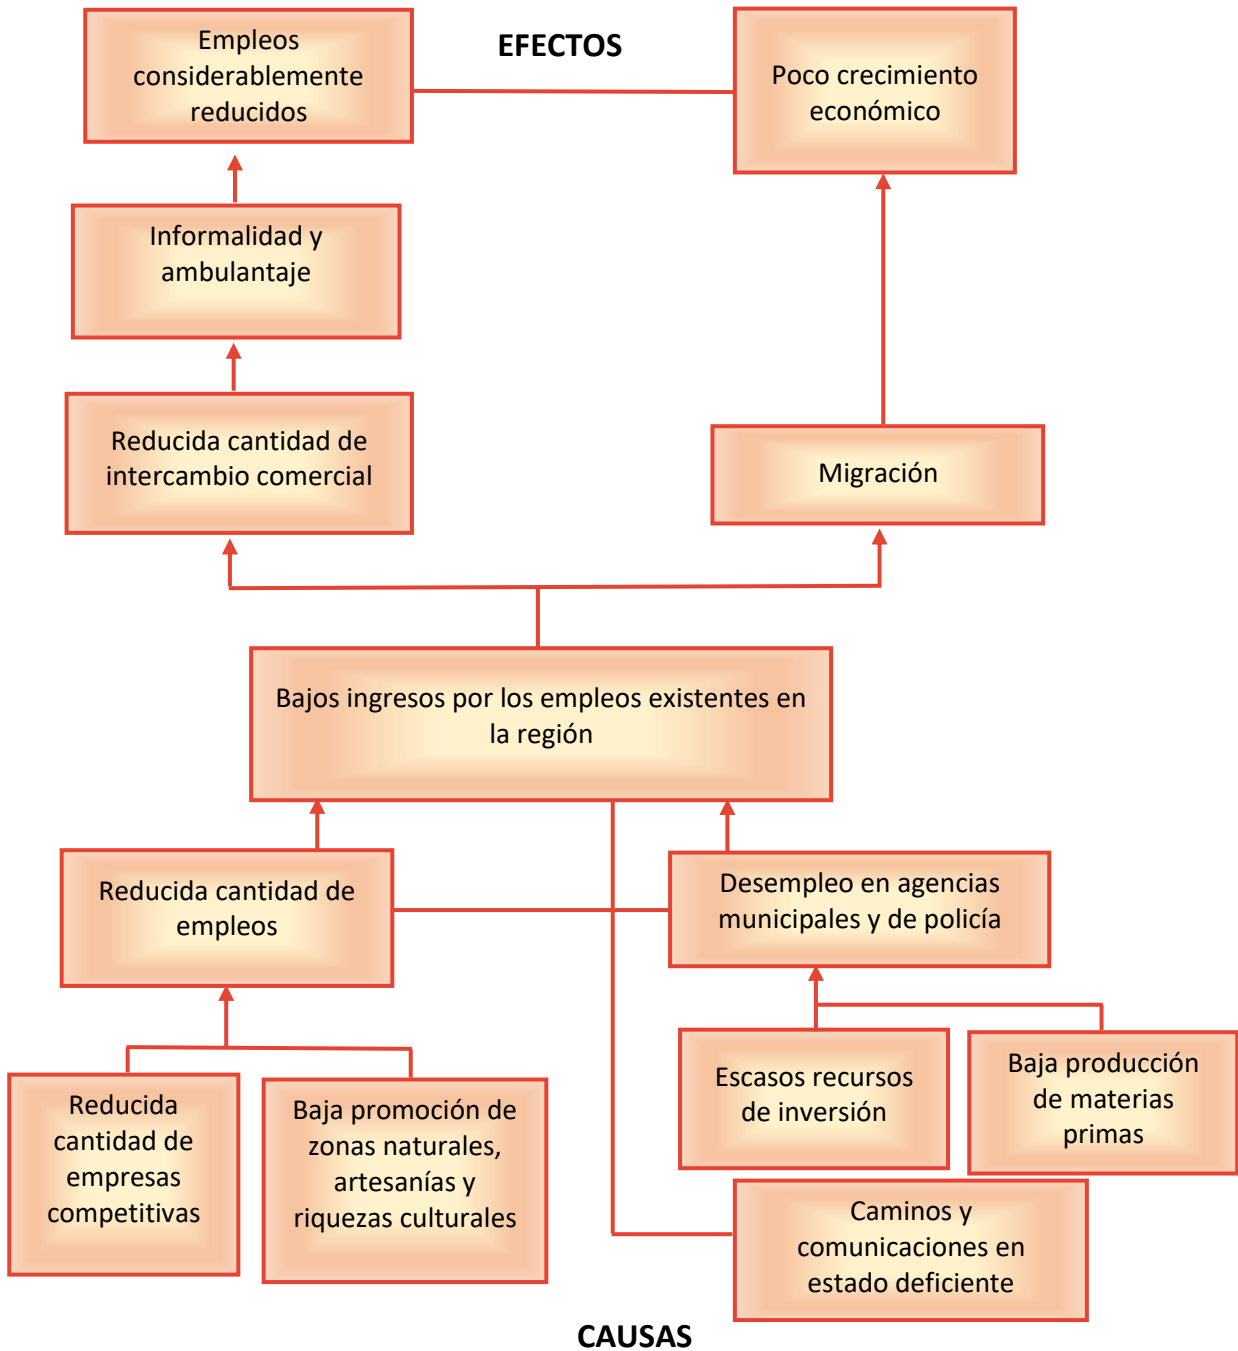 EFECTOS
Empleos
considerablemente
reducidos
Poco crecimiento
económico
Informalidad y
ambulantaje
Reducida cantidad de
intercambio comercial
Migración
Bajos ingresos por los empleos existentes en
la región
Reducida cantidad de
empleos
Desempleo en agencias
municipales y de policía
Reducida
cantidad de
empresas
competitivas
Baja promoción de
zonas naturales,
artesanías y
riquezas culturales
Escasos recursos
de inversión
Baja producción
de materias
primas
Caminos y
comunicaciones en
estado deficiente
CAUSAS